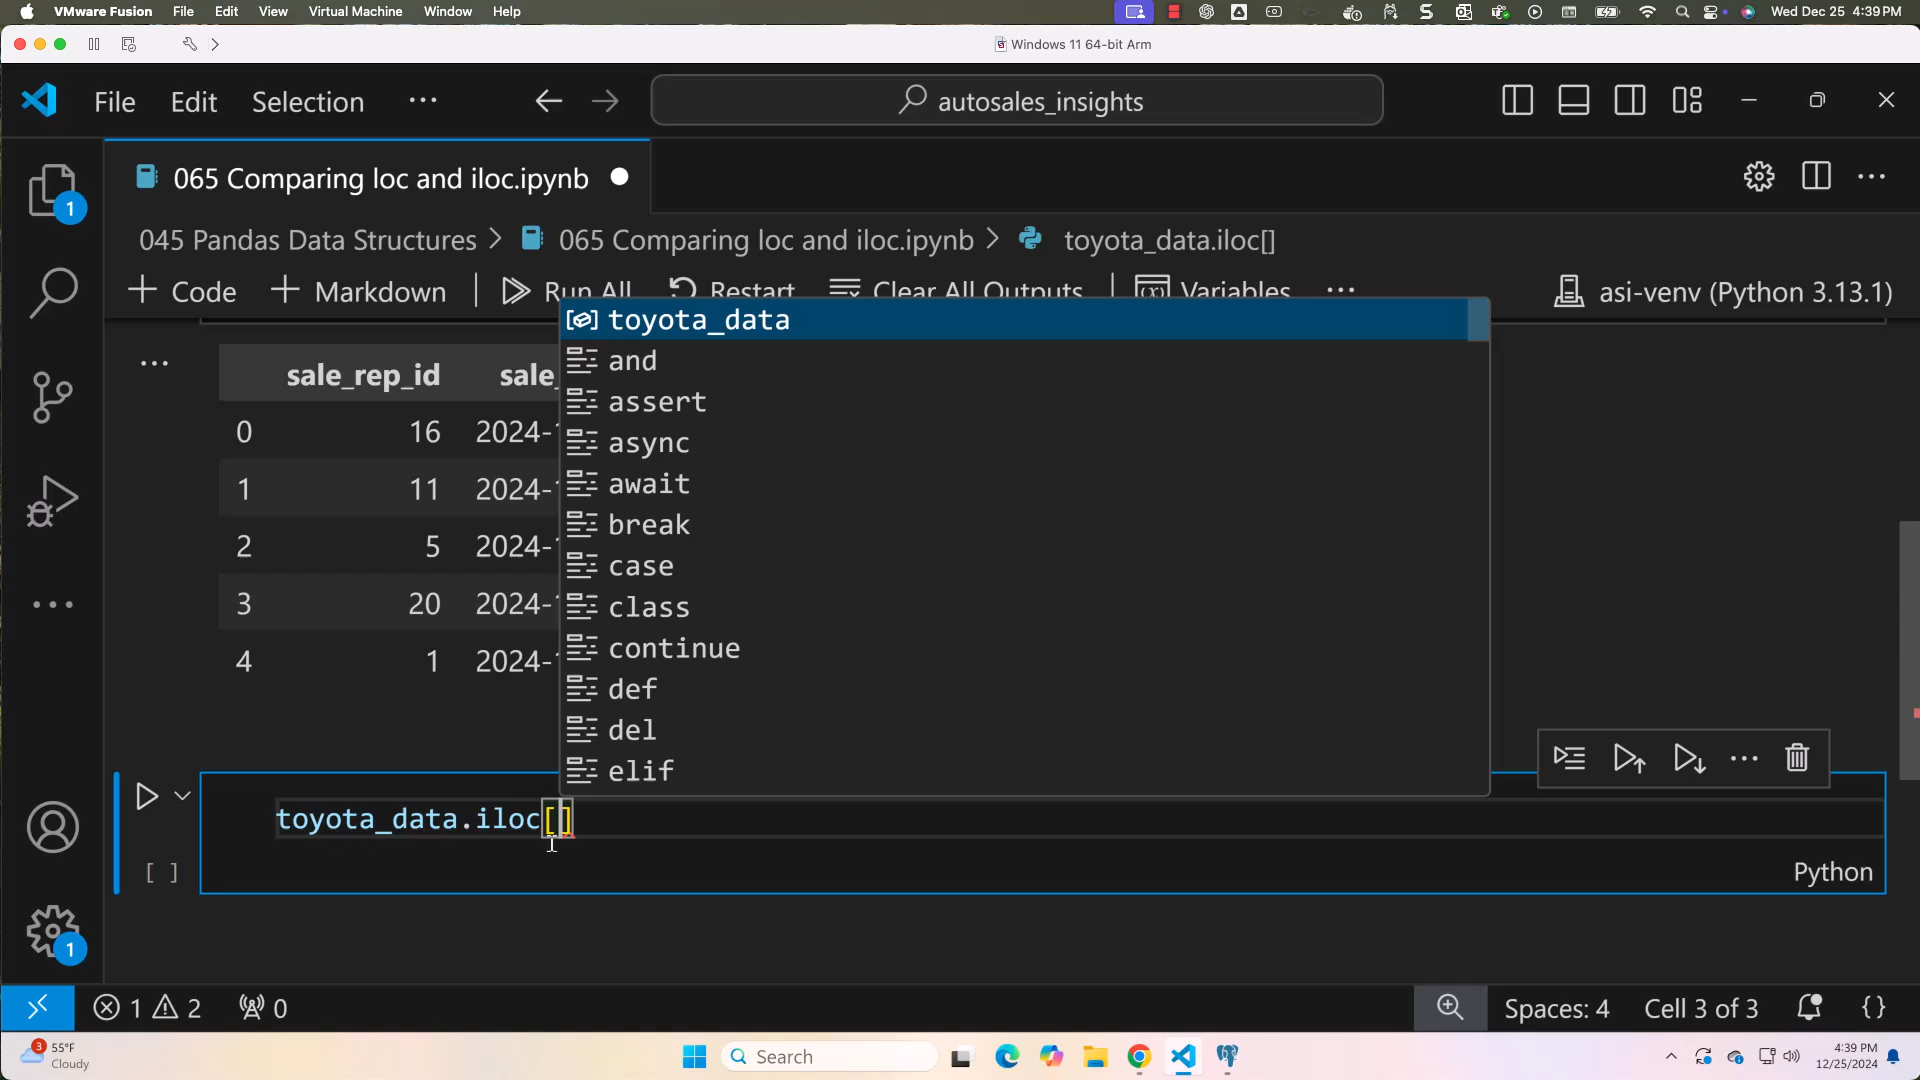 VMware Fusion File Edit View Virtual Machine Window Help Wed Dec 25 4:39 PM
Windows 11 64-bit Arm
File Edit Selection ··· autosales_insights
065 Comparing loc and iloc.ipynb
045 Pandas Data Structures > 065 Comparing loc and iloc.ipynb > toyota_data.iloc[]
+ Code + Markdown Run All Restart Clear All Outputs Variables ··· asi-venv (Python 3.13.1)
1
sale_rep_id sale_
0 16 2024-
1 11 2024-
2 5 2024-
3 20 2024-
4 1 2024-
toyota_data
and
assert
async
await
break
case
class
continue
def
del
elif
toyota_data.iloc[]
[ ]
Python
1
1 2 0 Spaces: 4 Cell 3 of 3 {}
3 55°F
Cloudy
Search
4:39 PM
12/25/2024